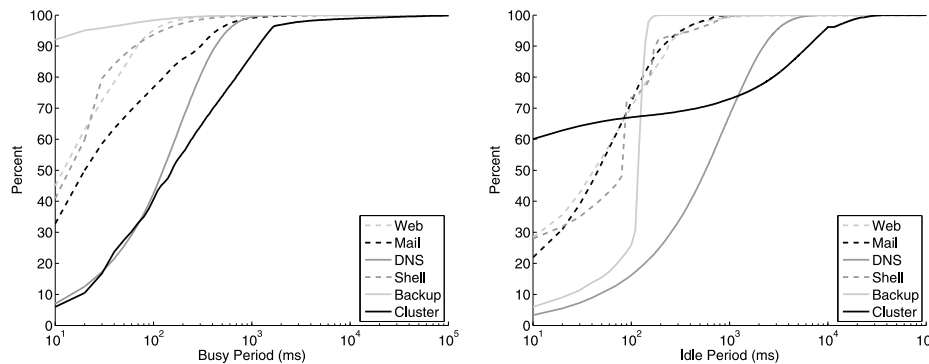 100
90
80
70
60
50
40
30
20
10
0
Percent
10^1
10^2
10^3
10^4
10^5
Busy Period (ms)
Web
Mail
DNS
Shell
Backup
Cluster
100
90
80
70
60
50
40
30
20
10
0
Percent
10^1
10^2
10^3
10^4
10
Idle Period (ms)
Web
Mail
DNS
Shell
Backup
Cluster